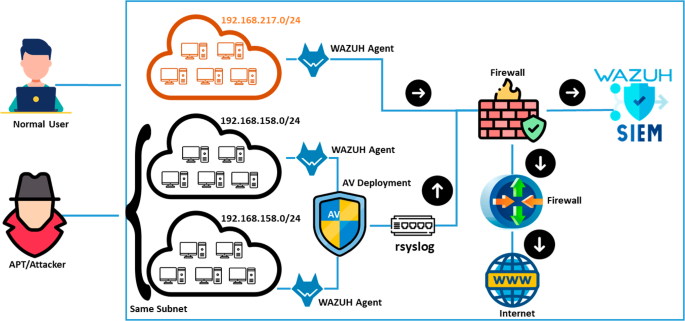 192.168.217.0/24
WAZUH Agent
Normal User
Firewall
WAZUH
SIEM
192.168.158.0/24
WAZUH Agent
AV Deployment
AV
rsyslog
Firewall
APT/Attacker
192.168.158.0/24
WAZUH Agent
Same Subnet
WWW
Internet